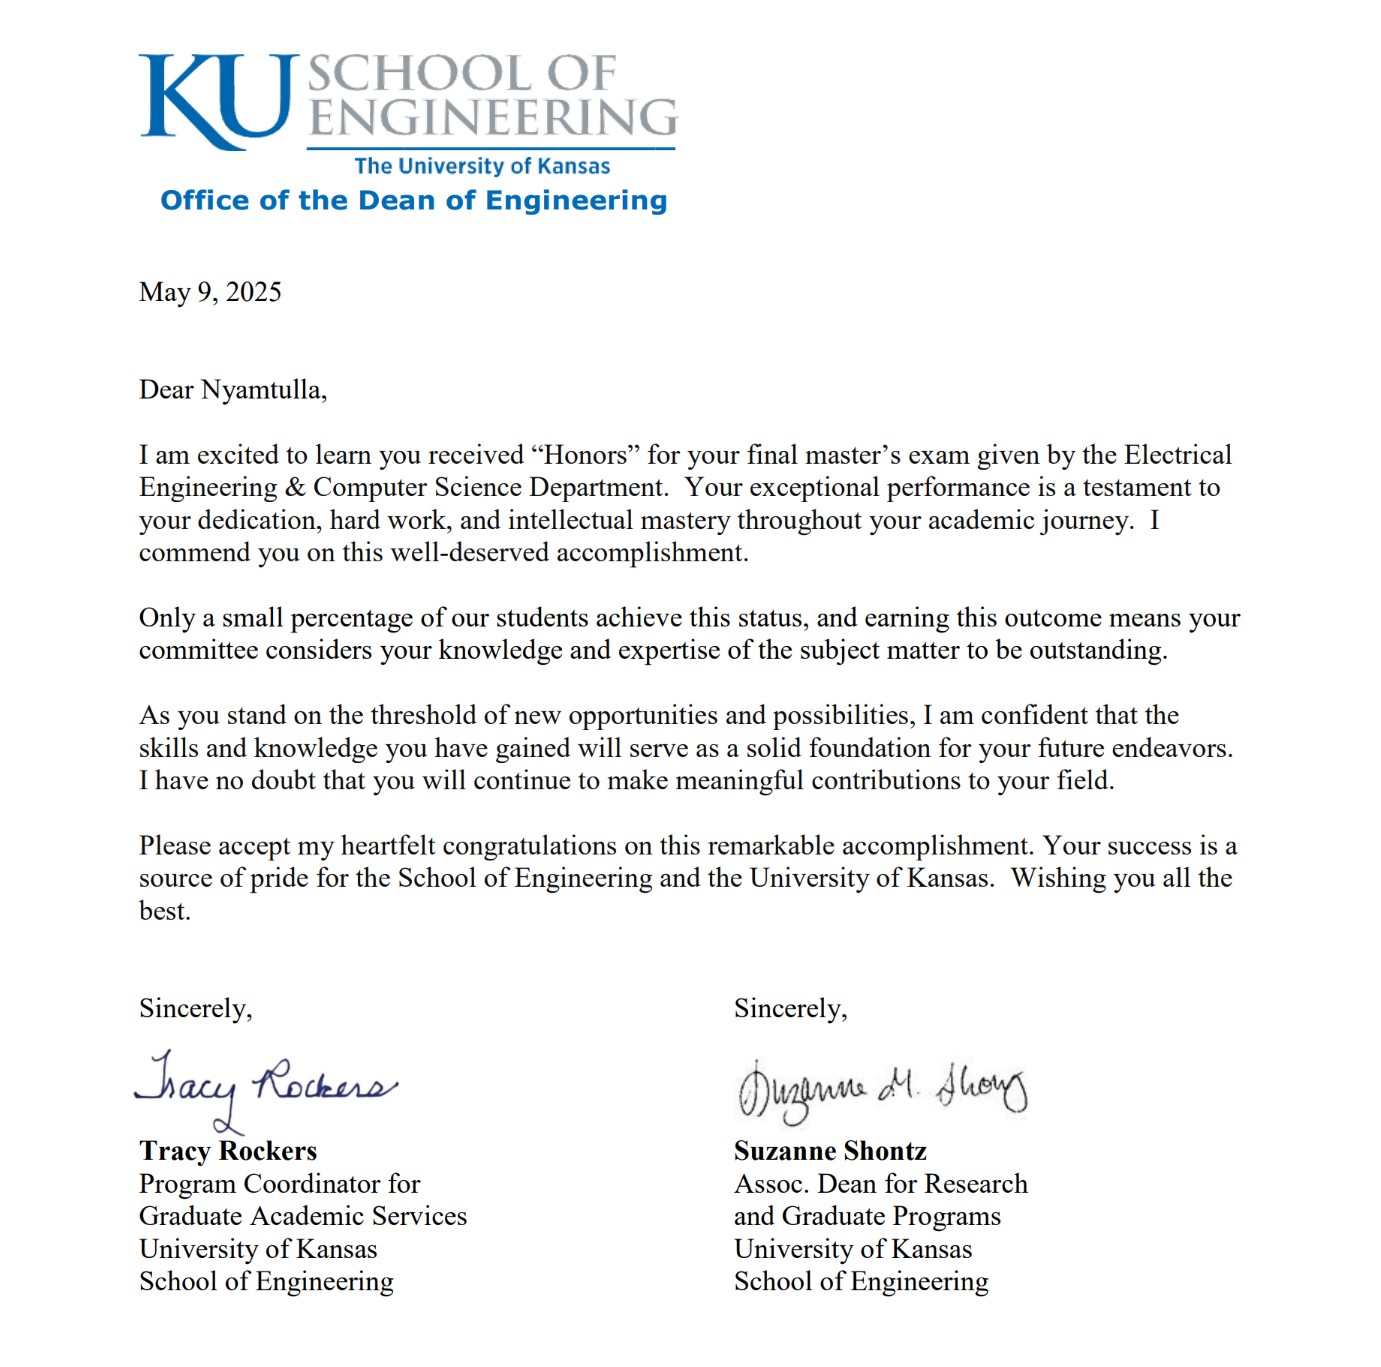 KU SCHOOL OF
ENGINEERING
The University of Kansas
Office of the Dean of Engineering
May 9, 2025
Dear Nyamtulla,
I am excited to learn you received “Honors” for your final master’s exam given by the Electrical
Engineering & Computer Science Department.  Your exceptional performance is a testament to
your dedication, hard work, and intellectual mastery throughout your academic journey.  I
commend you on this well-deserved accomplishment.
Only a small percentage of our students achieve this status, and earning this outcome means your
committee considers your knowledge and expertise of the subject matter to be outstanding.
As you stand on the threshold of new opportunities and possibilities, I am confident that the
skills and knowledge you have gained will serve as a solid foundation for your future endeavors.
I have no doubt that you will continue to make meaningful contributions to your field.
Please accept my heartfelt congratulations on this remarkable accomplishment. Your success is a
source of pride for the School of Engineering and the University of Kansas.  Wishing you all the
best.
Sincerely,
Tracy Rockers
Tracy Rockers
Program Coordinator for
Graduate Academic Services
University of Kansas
School of Engineering
Sincerely,
Suzanne M. Shontz
Suzanne Shontz
Assoc. Dean for Research
and Graduate Programs
University of Kansas
School of Engineering